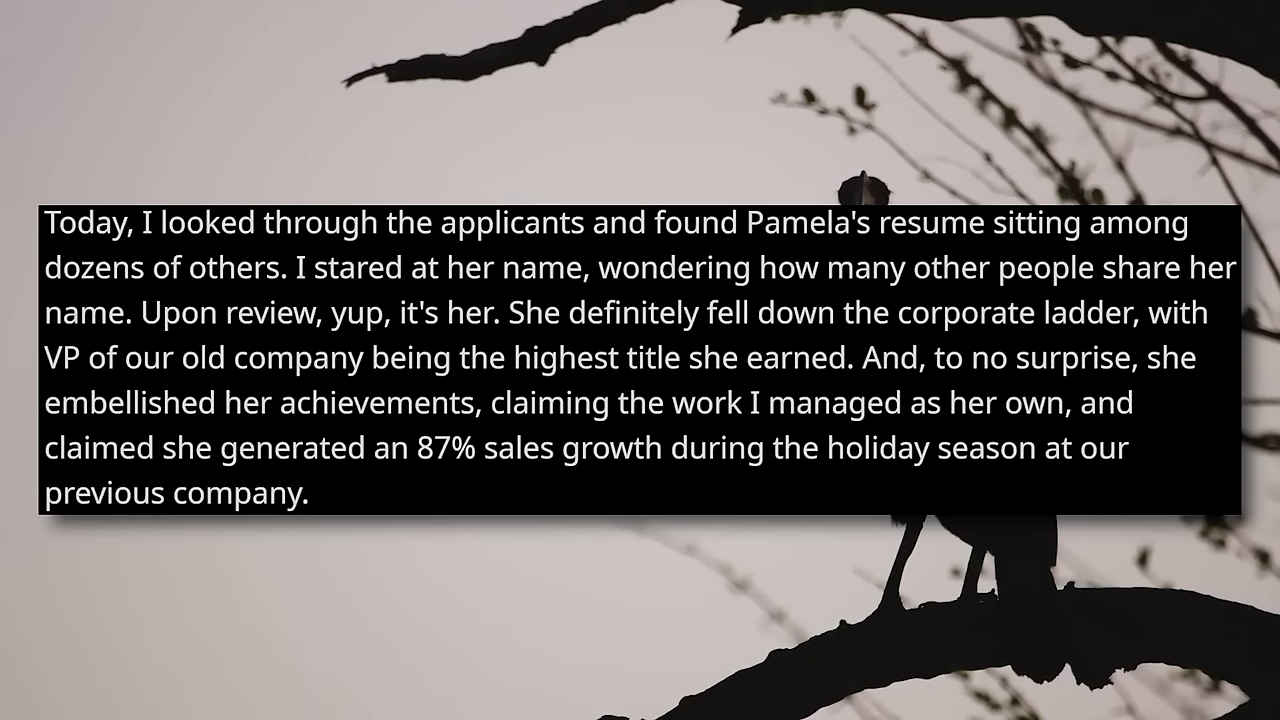 Today, I looked through the applicants and found Pamela's resume sitting among
dozens of others. I stared at her name, wondering how many other people share her
name. Upon review, yup, it's her. She definitely fell down the corporate ladder, with
VP of our old company being the highest title she earned. And, to no surprise, she
embellished her achievements, claiming the work I managed as her own, and
claimed she generated an 87% sales growth during the holiday season at our
previous company.